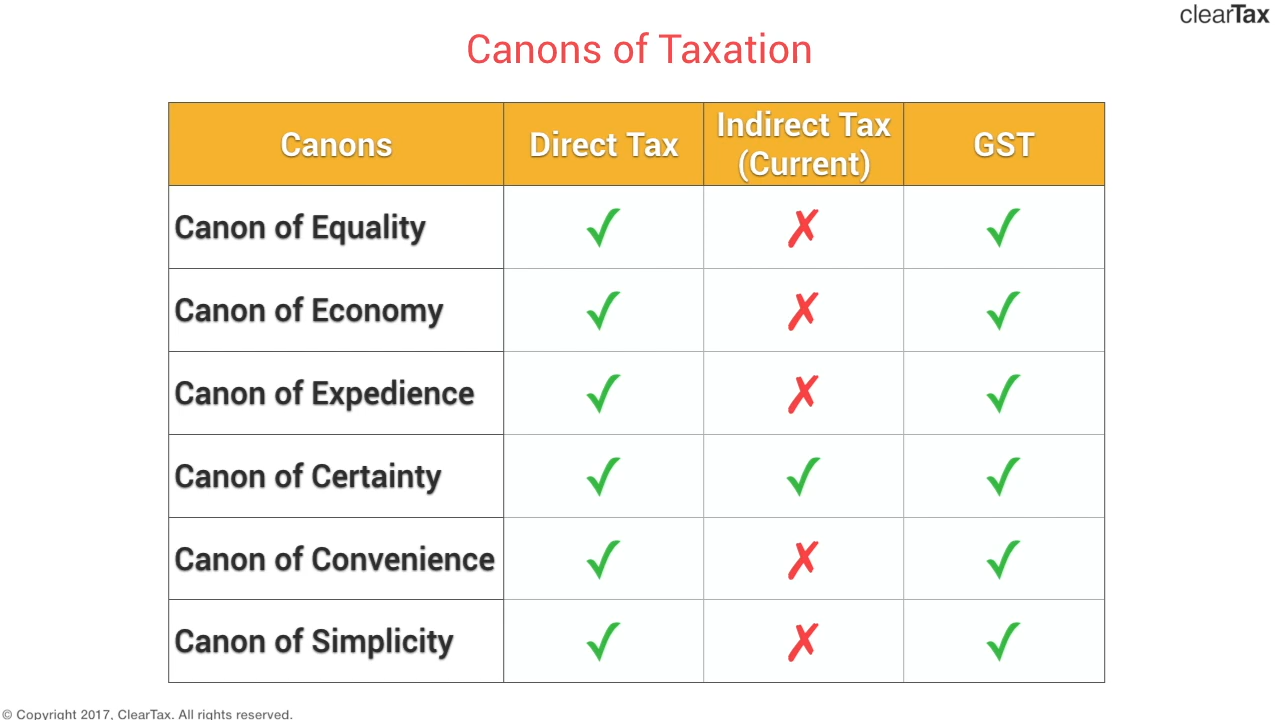 clearTax
Canons of Taxation
Canons
Direct Tax
Indirect Tax
(Current)
GST
Canon of Equality ✓ ✗ ✓
Canon of Economy ✓ ✗ ✓
Canon of Expedience ✓ ✗ ✓
Canon of Certainty ✓ ✓ ✓
Canon of Convenience ✓ ✗ ✓
Canon of Simplicity ✓ ✗ ✓
© Copyright 2017, ClearTax. All rights reserved.